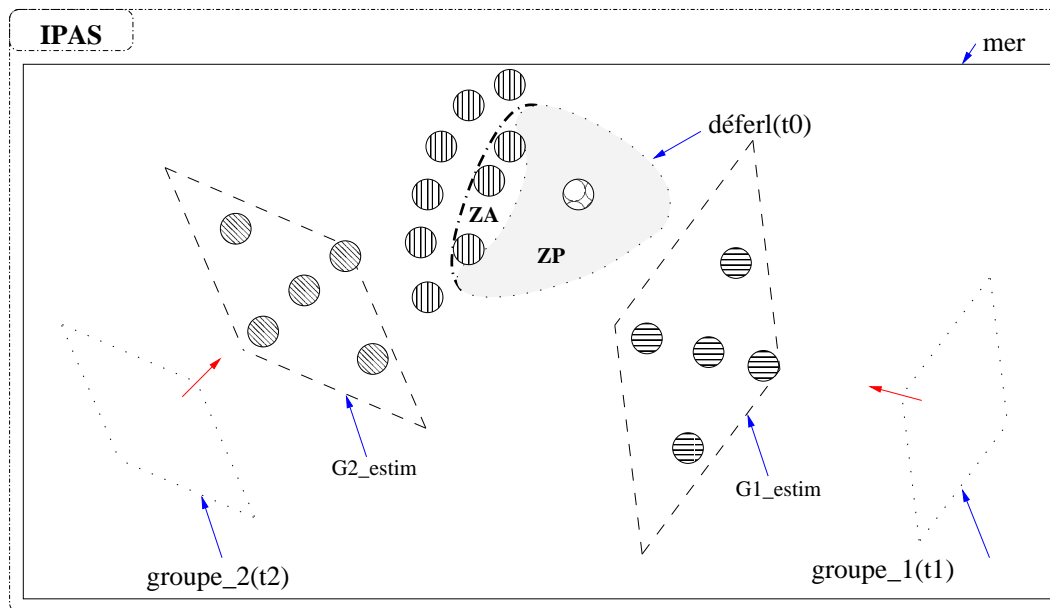 IPAS
mer
déferl(t0)
ZA
ZP
G2_estim
G1_estim
groupe_2(t2)
groupe_1(t1)